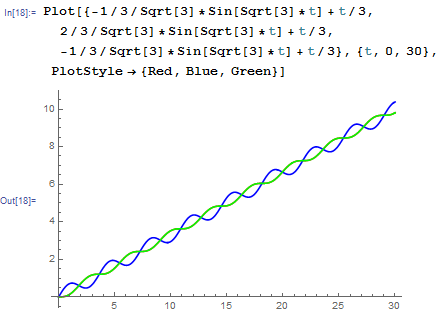 In[18]:= Plot[{-1/3/Sqrt[3]*Sin[Sqrt[3]*t]+t/3,
2/3/Sqrt[3]*Sin[Sqrt[3]*t]+t/3,
-1/3/Sqrt[3]*Sin[Sqrt[3]*t]+t/3}, {t, 0, 30},
PlotStyle→{Red, Blue, Green}]
10
8
6
Out[18]=
4
2
5 10 15 20 25 30